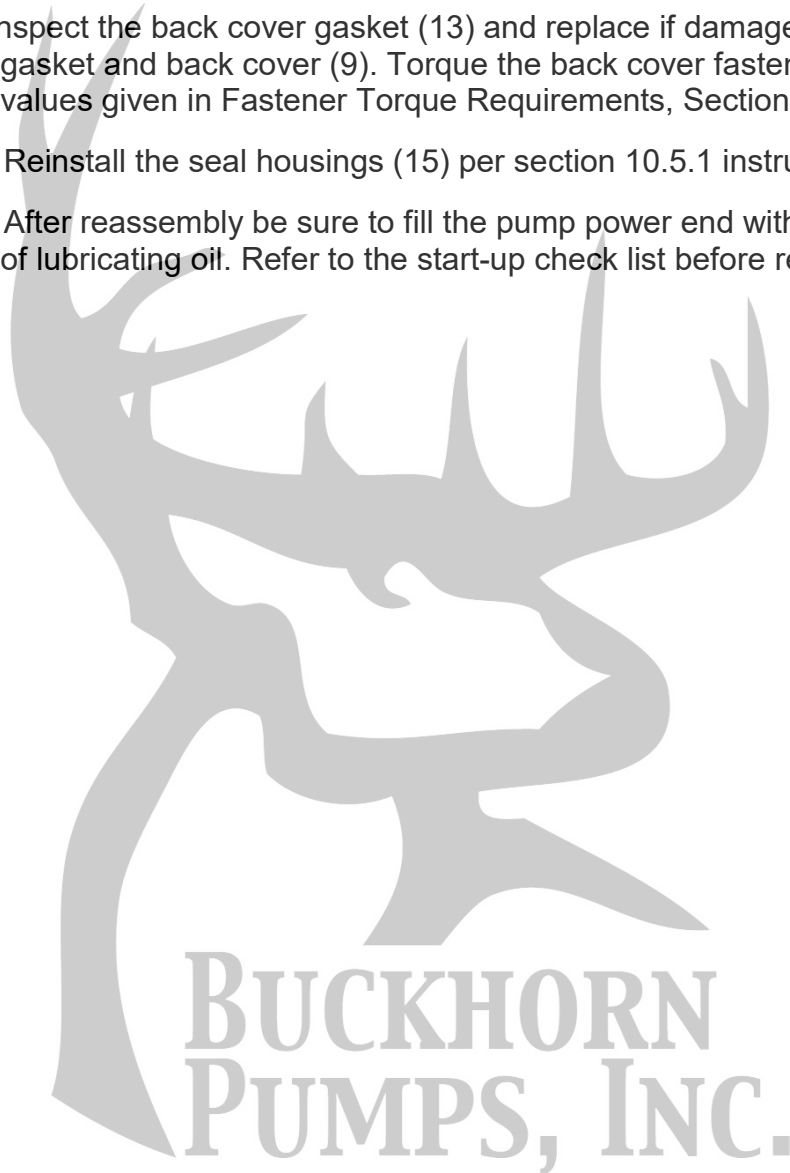 nspect the back cover gasket (13) and replace if damage
gasket and back cover (9). Torque the back cover faster
values given in Fastener Torque Requirements, Section
Reinstall the seal housings (15) per section 10.5.1 instru
After reassembly be sure to fill the pump power end with
of lubricating oil. Refer to the start-up check list before re
BUCKHORN
PUMPS, INC.